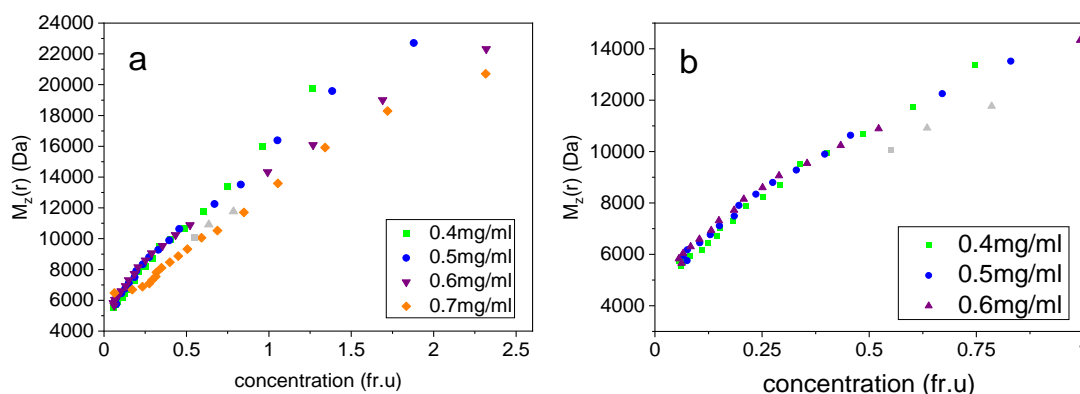 a
24000
22000
20000
18000
16000
14000
12000
10000
8000
6000
4000
M_z(r) (Da)
0
0.5
1
1.5
2
2.5
concentration (fr.u)
0.4mg/ml
0.5mg/ml
0.6mg/ml
0.7mg/ml
b
14000
12000
10000
8000
6000
4000
M_z(r) (Da)
0
0.25
0.5
0.75
1
concentration (fr.u)
0.4mg/ml
0.5mg/ml
0.6mg/ml